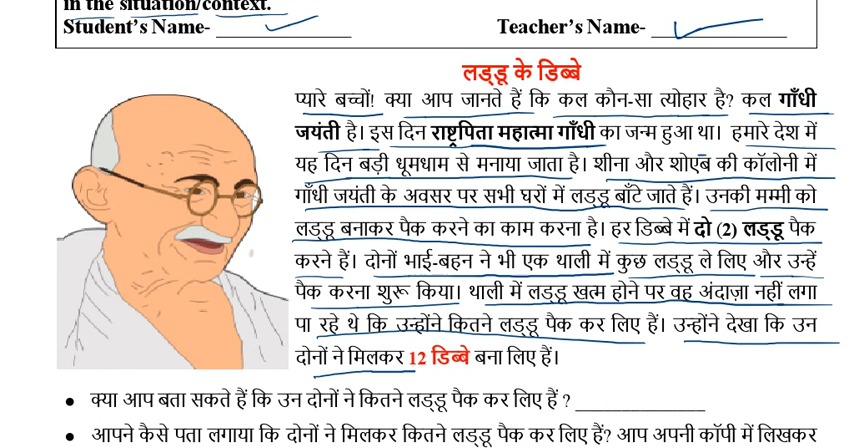 in the situation/context.
Student's Name- ____________ Teacher's Name- ____________
लड्डू के डिब्बे
प्यारे बच्चों! क्या आप जानते हैं कि कल कौन-सा त्योहार है? कल गाँधी
जयंती है। इस दिन राष्ट्रपिता महात्मा गाँधी का जन्म हुआ था। हमारे देश में
यह दिन बड़ी धूमधाम से मनाया जाता है। शीना और शोएब की कॉलोनी में
गाँधी जयंती के अवसर पर सभी घरों में लड्डू बाँटे जाते हैं। उनकी मम्मी को
लड्डू बनाकर पैक करने का काम करना है। हर डिब्बे में दो (2) लड्डू पैक
करने हैं। दोनों भाई-बहन ने भी एक थाली में कुछ लड्डू ले लिए और उन्हें
पैक करना शुरू किया। थाली में लड्डू खत्म होने पर वह अंदाज़ा नहीं लगा
पा रहे थे कि उन्होंने कितने लड्डू पैक कर लिए हैं। उन्होंने देखा कि उन
दोनों ने मिलकर 12 डिब्बे बना लिए हैं।
• क्या आप बता सकते हैं कि उन दोनों ने कितने लड्डू पैक कर लिए हैं ? ____________
• आपने कैसे पता लगाया कि दोनों ने मिलकर कितने लड्डू पैक कर लिए हैं? आप अपनी कॉपी में लिखकर